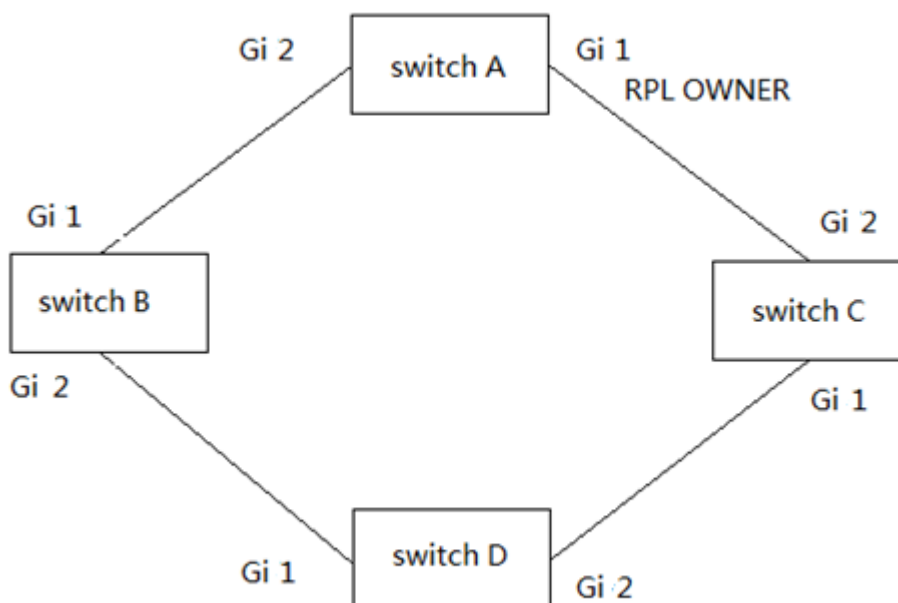 Gi 2
switch A
Gi 1
RPL OWNER
Gi 1
Gi 2
switch B
switch C
Gi 2
Gi 1
switch D
Gi 1
Gi 2